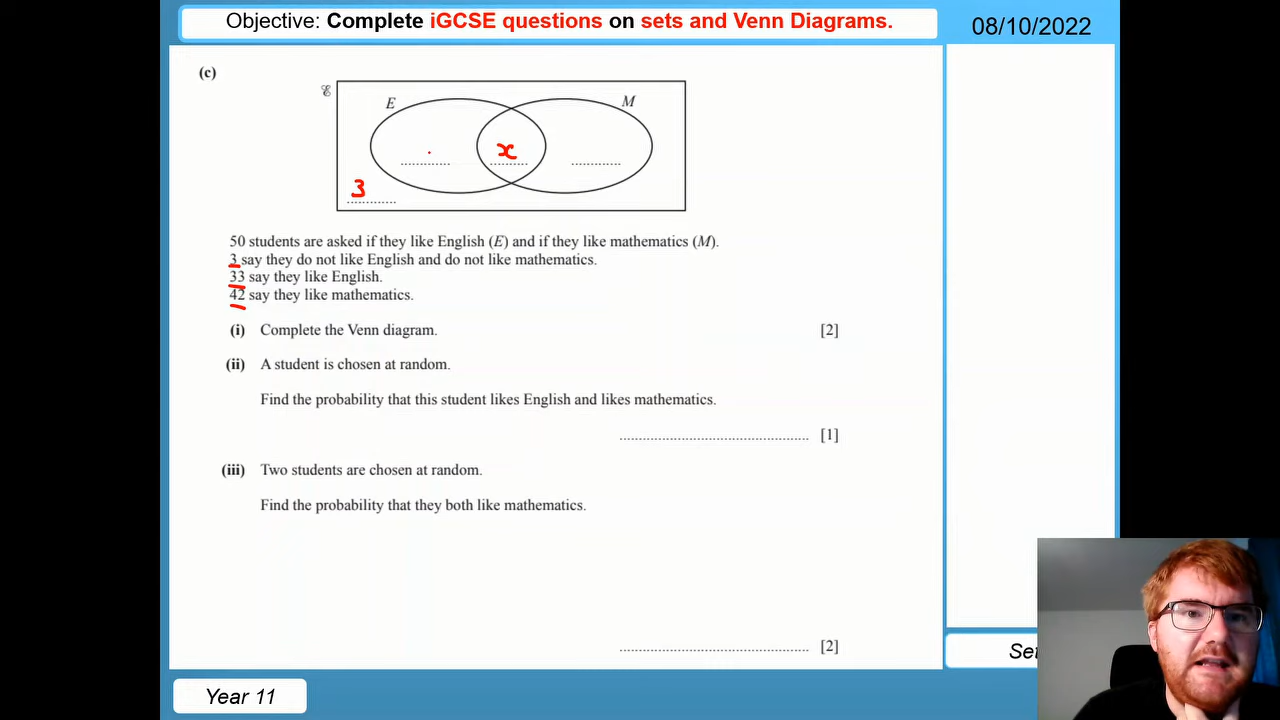 Objective: Complete iGCSE questions on sets and Venn Diagrams.
08/10/2022
(c)
ℰ
E
M
x
3
50 students are asked if they like English (E) and if they like mathematics (M).
3 say they do not like English and do not like mathematics.
33 say they like English.
42 say they like mathematics.
(i) Complete the Venn diagram. [2]
(ii) A student is chosen at random.
Find the probability that this student likes English and likes mathematics.
[1]
(iii) Two students are chosen at random.
Find the probability that they both like mathematics.
[2]
Year 11